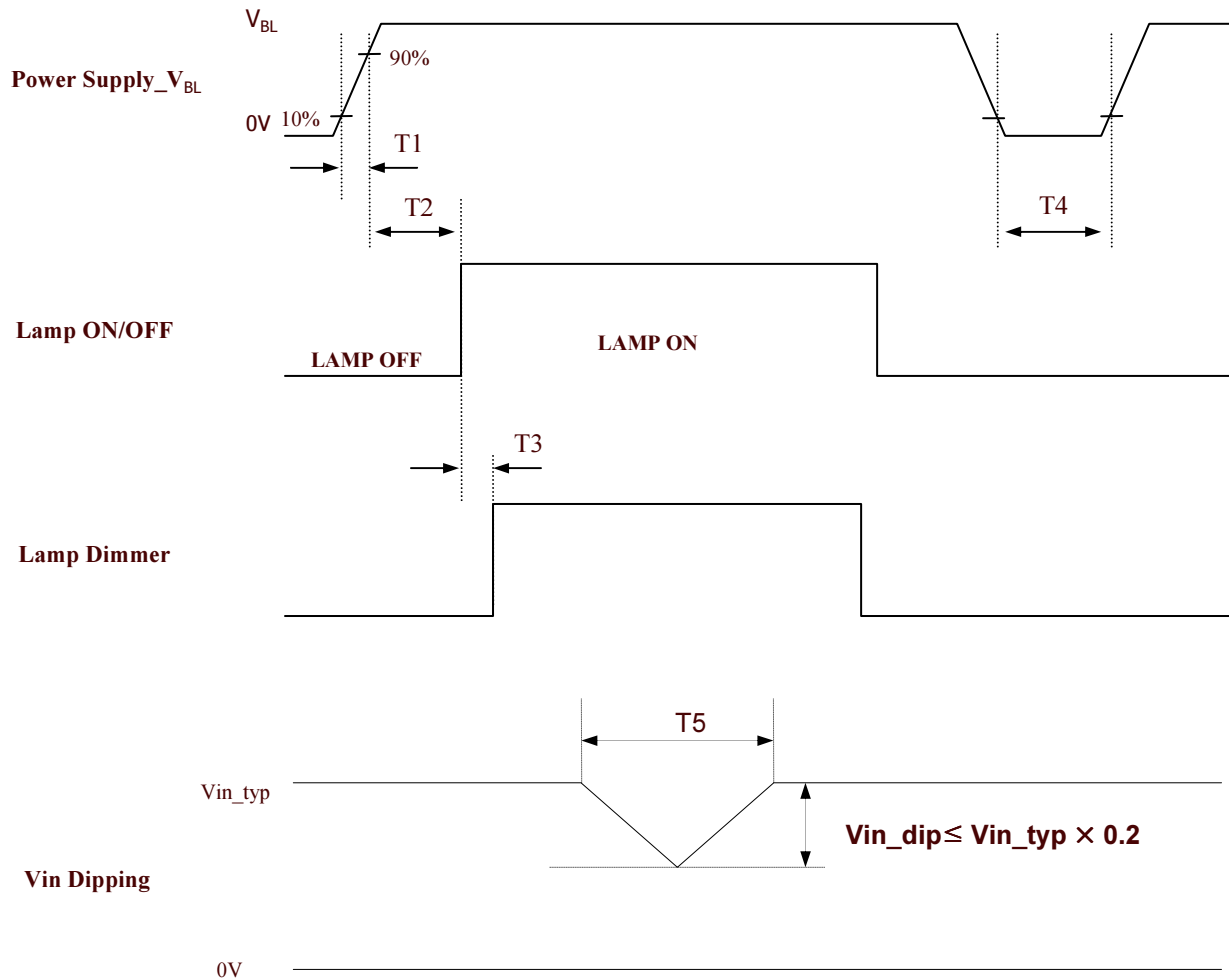 V_BL
Power Supply_V_BL
90%
0V 10%
T1
T2
T4
Lamp ON/OFF
LAMP OFF
LAMP ON
T3
Lamp Dimmer
T5
Vin_typ
Vin_dip≦ Vin_typ × 0.2
Vin Dipping
0V